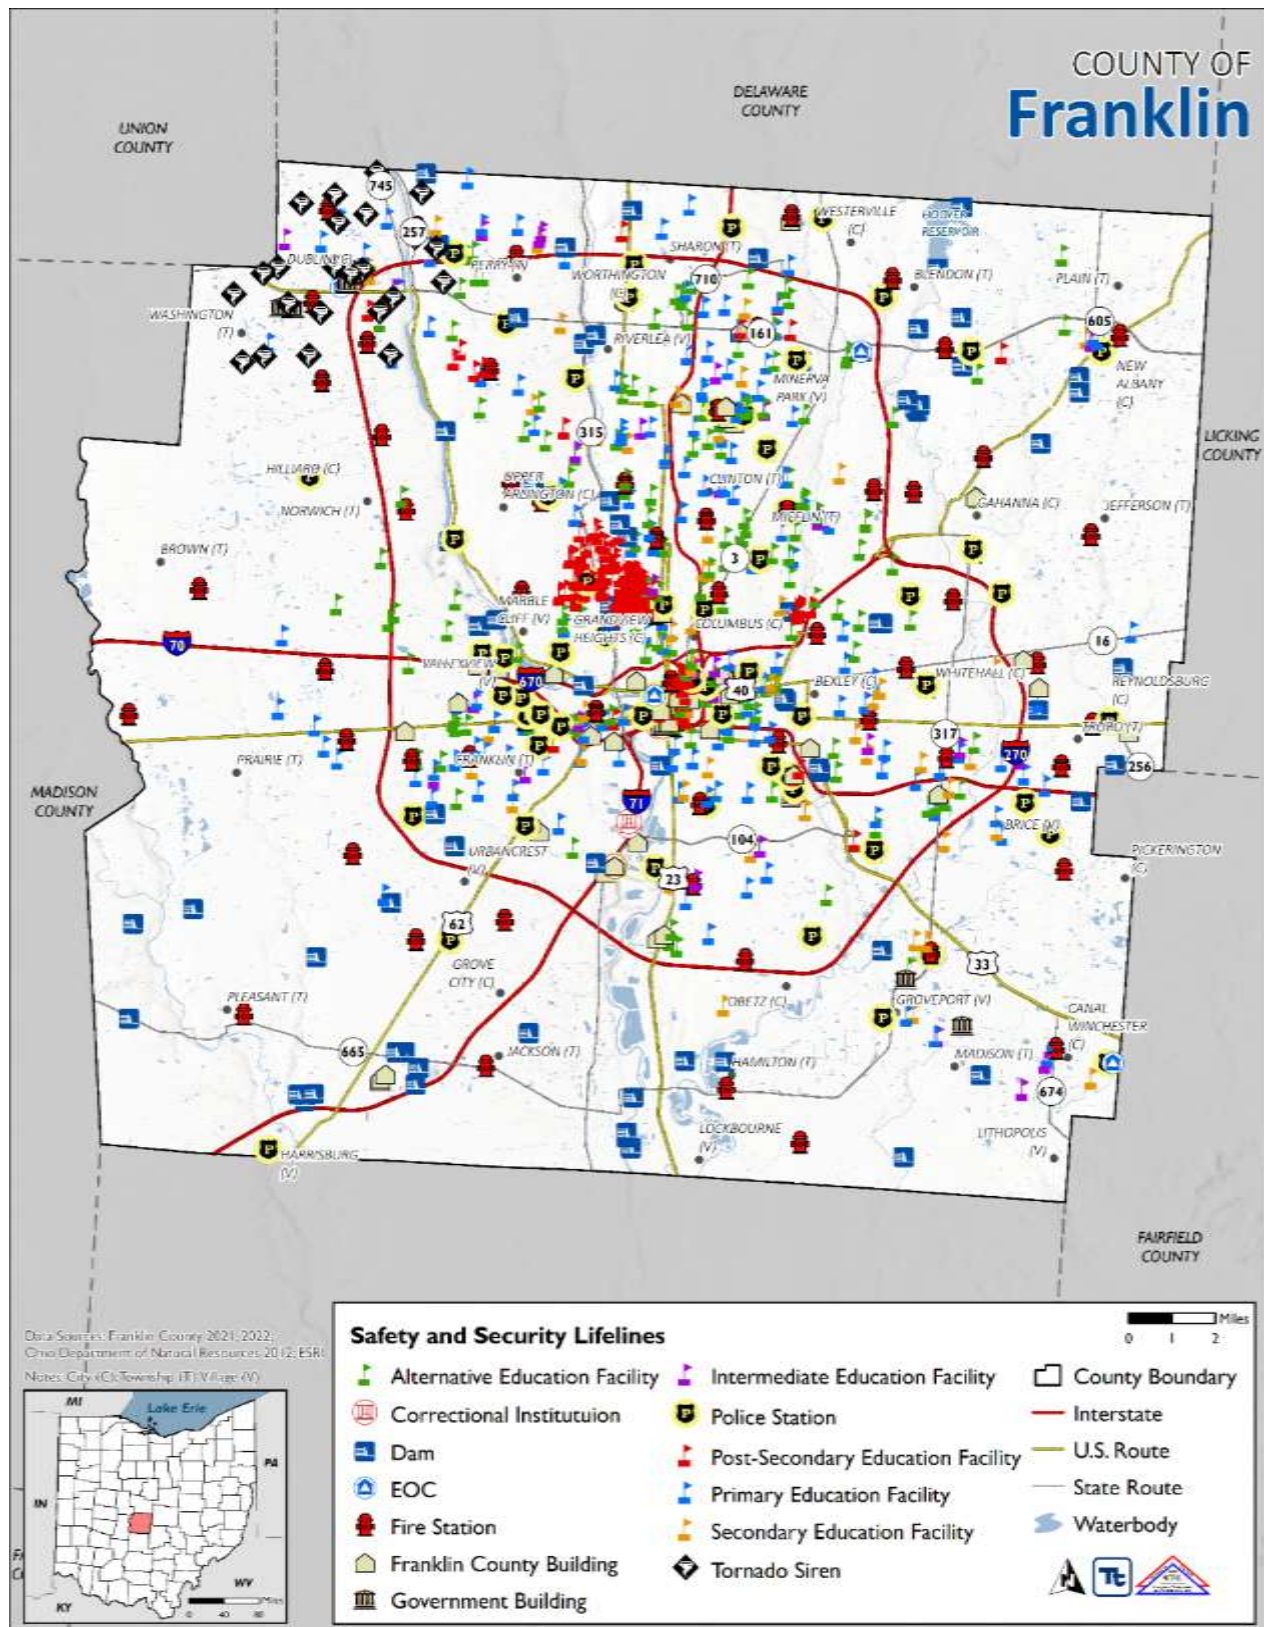 COUNTY OF
Franklin
DELAWARE
COUNTY
UNION
COUNTY
745
257
WESTERVILLE
(C)
HOOVER
RESERVOIR
DUBLIN (C)
PERRY (T)
WORTHINGTON
(C)
SHARON (T)
710
BLENDON (T)
PLAIN (T)
WASHINGTON
(T)
RIVERLEA (V)
161
605
MINERVA
PARK (V)
NEW
ALBANY
(C)
315
LICKING
COUNTY
HILLIARD (C)
UPPER
ARLINGTON (C)
CLINTON (T)
NORWICH (T)
MIFFLIN (T)
GAHANNA (C)
JEFFERSON (T)
BROWN (T)
3
MARBLE
CLIFF (V)
GRANDVIEW
HEIGHTS (C)
COLUMBUS (C)
70
16
VALLEYVIEW
(V)
670
40
BEXLEY (C)
WHITEHALL (C)
REYNOLDSBURG
(C)
PRAIRIE (T)
FRANKLIN (T)
317
TRURO (T)
270
256
MADISON
COUNTY
71
BRICE (V)
104
PICKERINGTON
(C)
URBANCREST
(V)
23
62
GROVE
CITY (C)
33
PLEASANT (T)
OBETZ (C)
GROVEPORT (V)
CANAL
WINCHESTER
(C)
665
JACKSON (T)
HAMILTON (T)
MADISON (T)
674
LOCKBOURNE
(V)
LITHOPOLIS
(V)
HARRISBURG
(V)
FAIRFIELD
COUNTY
Data Sources: Franklin County 2021, 2022;
Ohio Department of Natural Resources 2012; ESRI
Notes: City (C); Township (T) Village (V)
MI
Lake Erie
PA
IN
WV
KY
Miles
0 40 80
Safety and Security Lifelines
Miles
0 1 2
Alternative Education Facility
Correctional Institutuion
Dam
EOC
Fire Station
Franklin County Building
Government Building
Intermediate Education Facility
Police Station
Post-Secondary Education Facility
Primary Education Facility
Secondary Education Facility
Tornado Siren
County Boundary
Interstate
U.S. Route
State Route
Waterbody
Tt